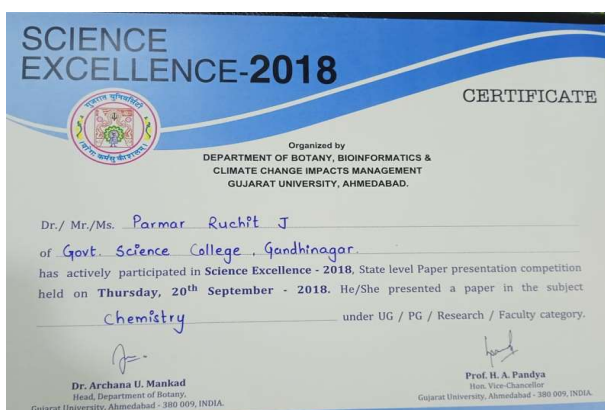 SCIENCE
EXCELLENCE-2018
CERTIFICATE
ગુજરાત યુનિવર્સિટી
Organized by
DEPARTMENT OF BOTANY, BIOINFORMATICS &
CLIMATE CHANGE IMPACTS MANAGEMENT
GUJARAT UNIVERSITY, AHMEDABAD.
Dr./ Mr./Ms. Parmar Ruchit J
of Govt. Science College, Gandhinagar.
has actively participated in Science Excellence - 2018, State level Paper presentation competition
held on Thursday, 20th September - 2018. He/She presented a paper in the subject
Chemistry under UG / PG / Research / Faculty category.
Dr. Archana U. Mankad
Head, Department of Botany,
Gujarat University, Ahmedabad - 380 009, INDIA.
Prof. H. A. Pandya
Hon. Vice-Chancellor
Gujarat University, Ahmedabad - 380 009, INDIA.